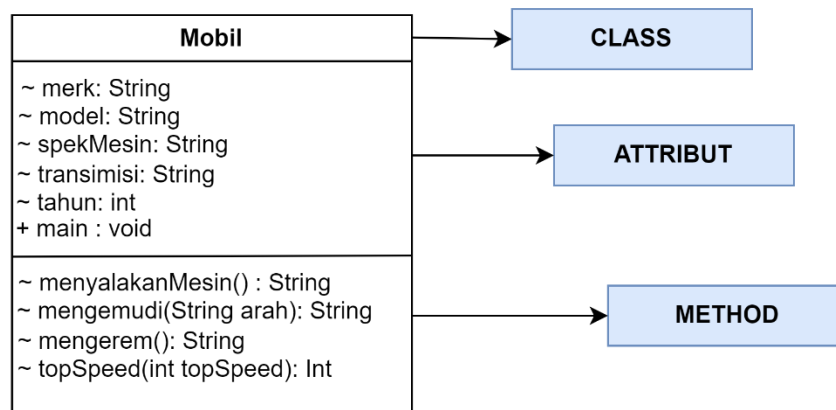 Mobil
CLASS
~ merk: String
~ model: String
~ spekMesin: String
~ transimisi: String
~ tahun: int
+ main : void
ATTRIBUT
~ menyalakanMesin() : String
~ mengemudi(String arah): String
~ mengerem(): String
~ topSpeed(int topSpeed): Int
METHOD